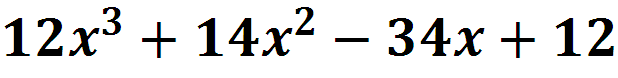 12x³ + 14x² − 34x + 12